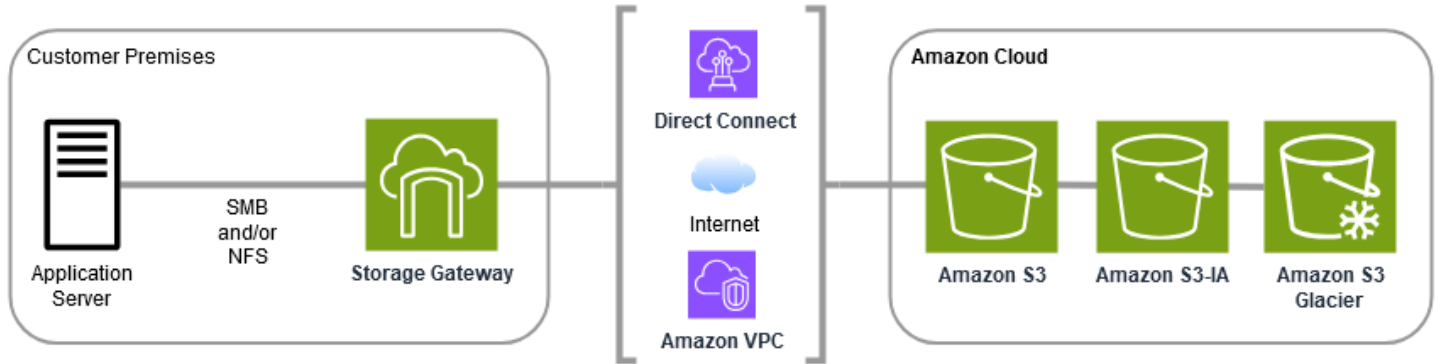 Customer Premises
Application
Server
SMB
and/or
NFS
Storage Gateway
Direct Connect
Internet
Amazon VPC
Amazon Cloud
Amazon S3
Amazon S3-IA
Amazon S3
Glacier